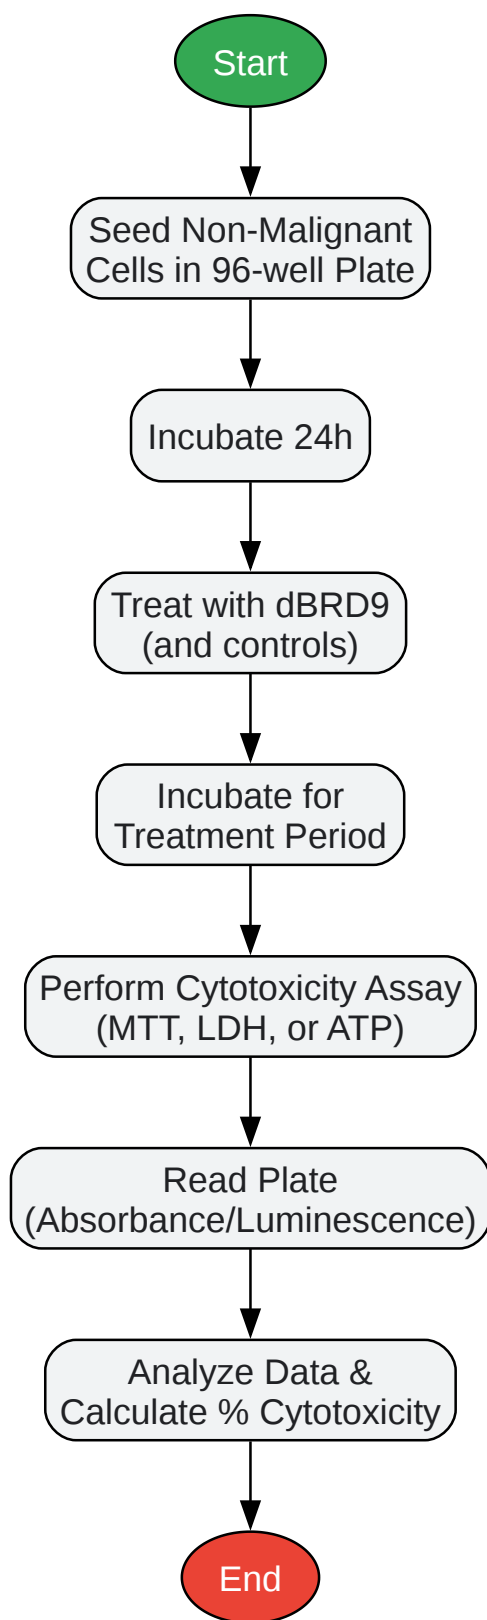 Start
Seed Non-Malignant
Cells in 96-well Plate
Incubate 24h
Treat with dBRD9
(and controls)
Incubate for
Treatment Period
Perform Cytotoxicity Assay
(MTT, LDH, or ATP)
Read Plate
(Absorbance/Luminescence)
Analyze Data &
Calculate % Cytotoxicity
End